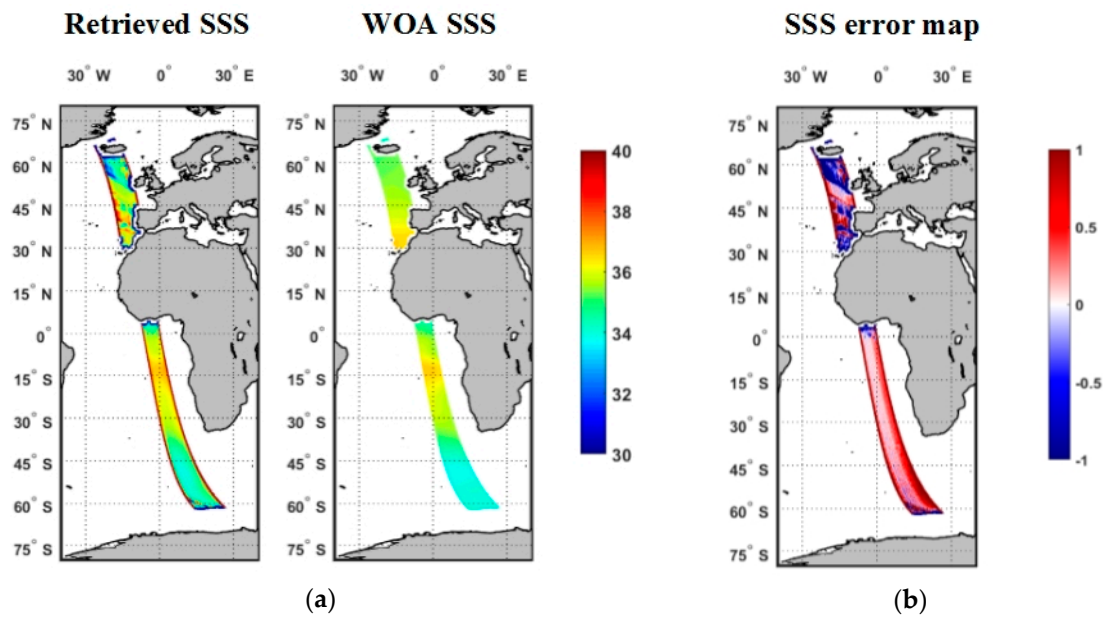 Retrieved SSS
WOA SSS
SSS error map
30° W 0° 30° E
30° W 0° 30° E
30° W 0° 30° E
75° N
60° N
45° N
30° N
15° N
0°
15° S
30° S
45° S
60° S
75° S
75° N
60° N
45° N
30° N
15° N
0°
15° S
30° S
45° S
60° S
75° S
40
38
36
34
32
30
75° N
60° N
45° N
30° N
15° N
0°
15° S
30° S
45° S
60° S
75° S
1
0.5
0
-0.5
-1
(a)
(b)